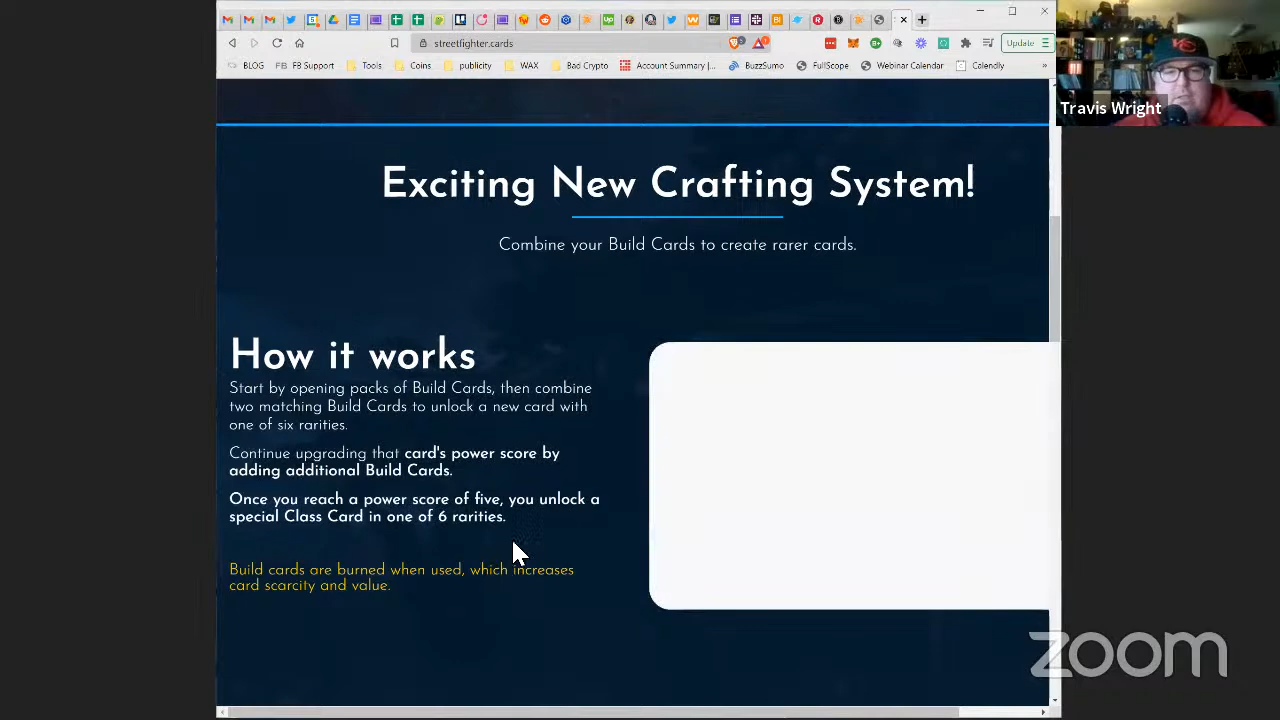 streetfighter.cards
Update
BLOG FB Support Tools Coins publicity WAX Bad Crypto Account Summary |... BuzzSumo FullScope Webinar Calendar Calendly »
Travis Wright
Exciting New Crafting System!
Combine your Build Cards to create rarer cards.
How it works
Start by opening packs of Build Cards, then combine
two matching Build Cards to unlock a new card with
one of six rarities.
Continue upgrading that card's power score by
adding additional Build Cards.
Once you reach a power score of five, you unlock a
special Class Card in one of 6 rarities.
Build cards are burned when used, which increases
card scarcity and value.
zoom